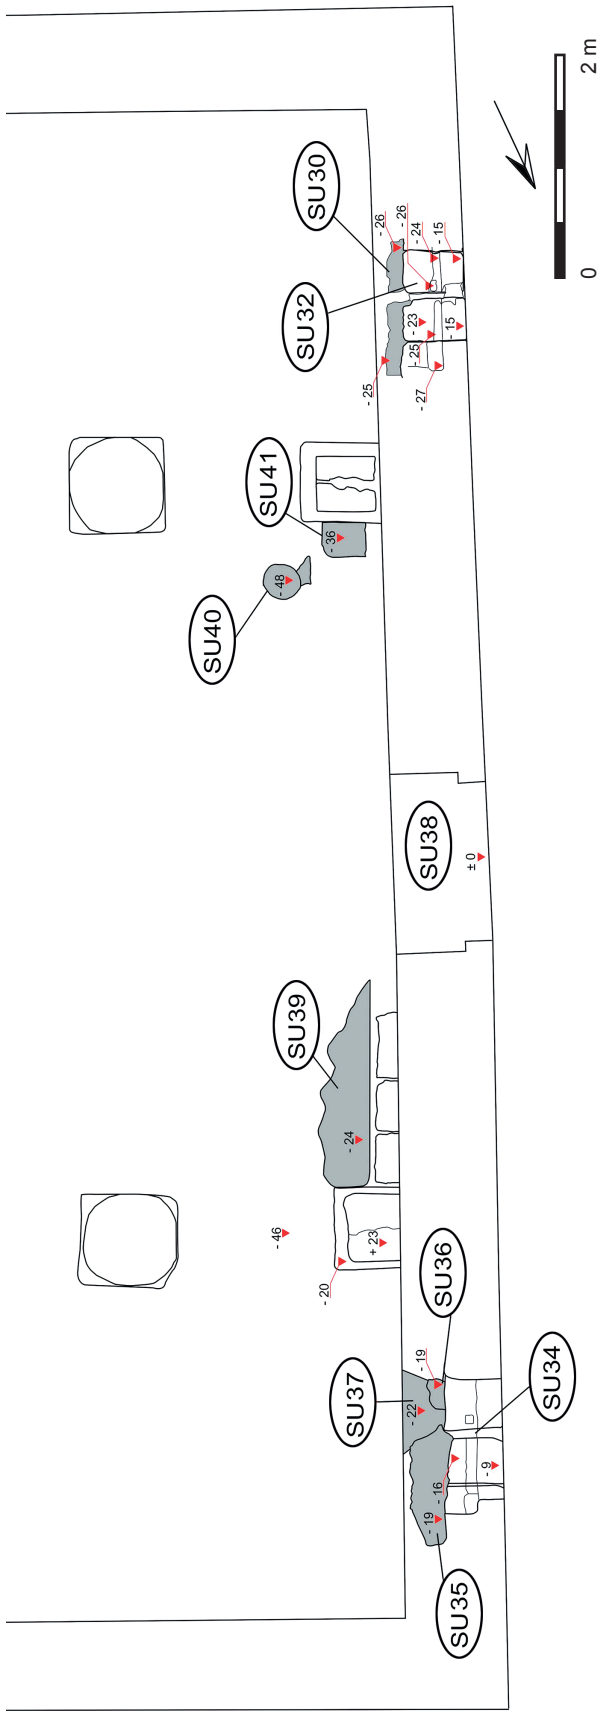 SU35
SU34
SU37
SU36
- 19
- 16
- 9
- 22
- 19
- 20
+ 23
- 46
- 24
SU39
SU38
± 0
SU40
- 48
- 36
SU41
SU32
SU30
- 25
- 27
- 25
- 23
- 15
- 26
- 26
- 24
- 15
0
2 m